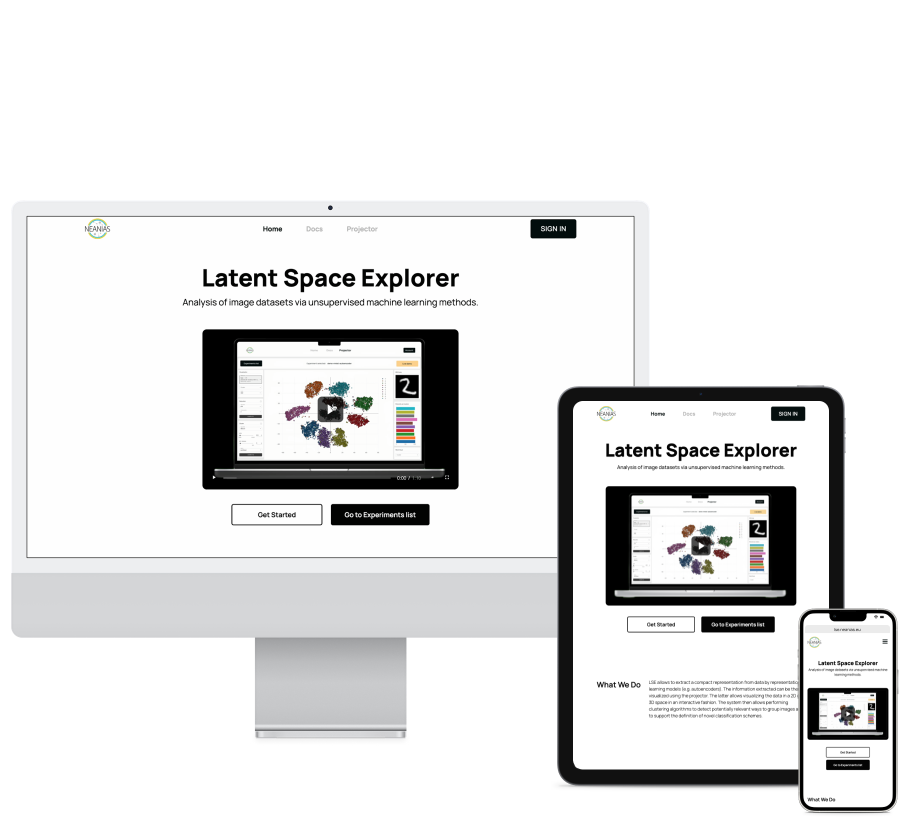 NEANIAS
Home
Docs
Projector
SIGN IN
Latent Space Explorer
Analysis of image datasets via unsupervised machine learning methods.
Projector
2
0:02 / 1:10
Get Started
Go to Experiments list
NEANIAS
Home
Docs
Projector
SIGN IN
Latent Space Explorer
Analysis of image datasets via unsupervised machine learning methods.
2
Get Started
Go to Experiments list
What We Do
LSE allows to extract a compact representation from data by representation
learning models (e.g. autoencoders). The information extracted can be
visualized using the projector. The latter allows visualizing the data in a 2D
3D space in an interactive fashion. The system then allows performing
clustering algorithms to detect potentially relevant ways to group images
to support the definition of novel classification schemes.
NEANIAS
Latent Space Explorer
Analysis of image datasets via unsupervised machine
learning methods.
2
Get Started
Go to Experiments list
What We Do